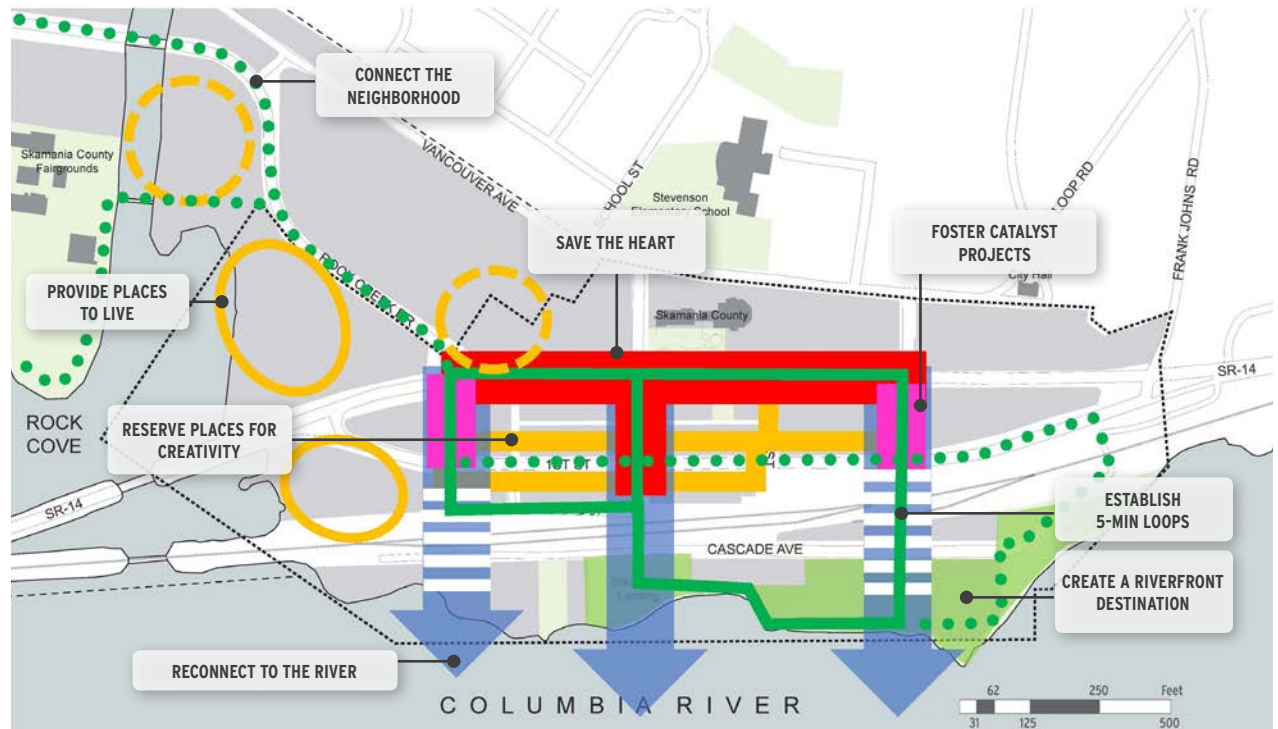 CONNECT THE
NEIGHBORHOOD
Skamania County
Fairgrounds
VANCOUVER AVE
SCHOOL ST
Stevenson
Elementary School
LOOP RD
FRANK JOHNS RD
SAVE THE HEART
FOSTER CATALYST
PROJECTS
City Hall
PROVIDE PLACES
TO LIVE
ROCK CREEK DR
Skamania County
SR-14
ROCK
COVE
RESERVE PLACES FOR
CREATIVITY
1ST ST
SR-14
ESTABLISH
5-MIN LOOPS
CASCADE AVE
CREATE A RIVERFRONT
DESTINATION
RECONNECT TO THE RIVER
COLUMBIA RIVER
62 250 Feet
31 125 500